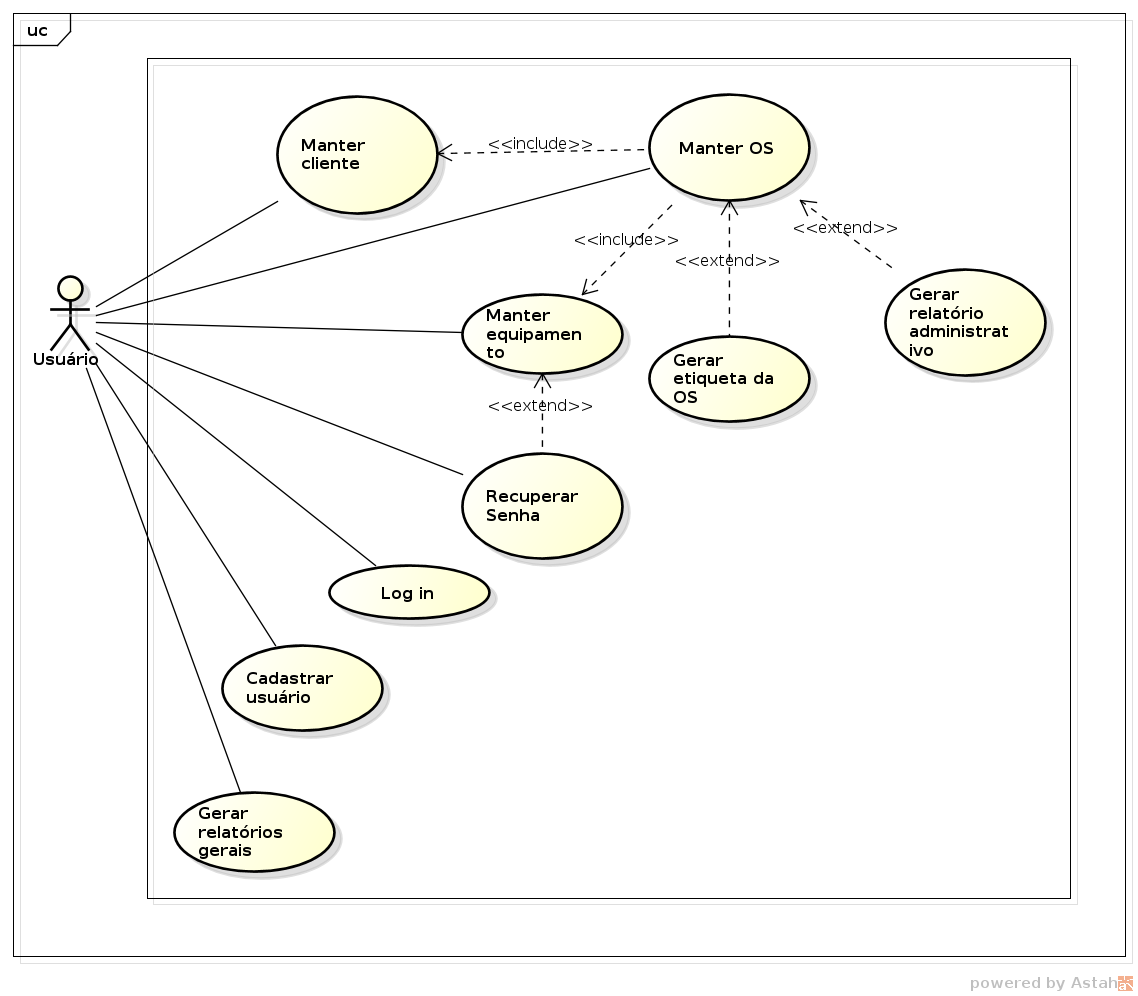 uc
Manter
cliente
<<include>>
Manter OS
<<include>>
<<extend>>
<<extend>>
Gerar
relatório
administrat
ivo
Usuário
Manter
equipamen
to
Gerar
etiqueta da
OS
<<extend>>
Recuperar
Senha
Log in
Cadastrar
usuário
Gerar
relatórios
gerais
powered by Astah